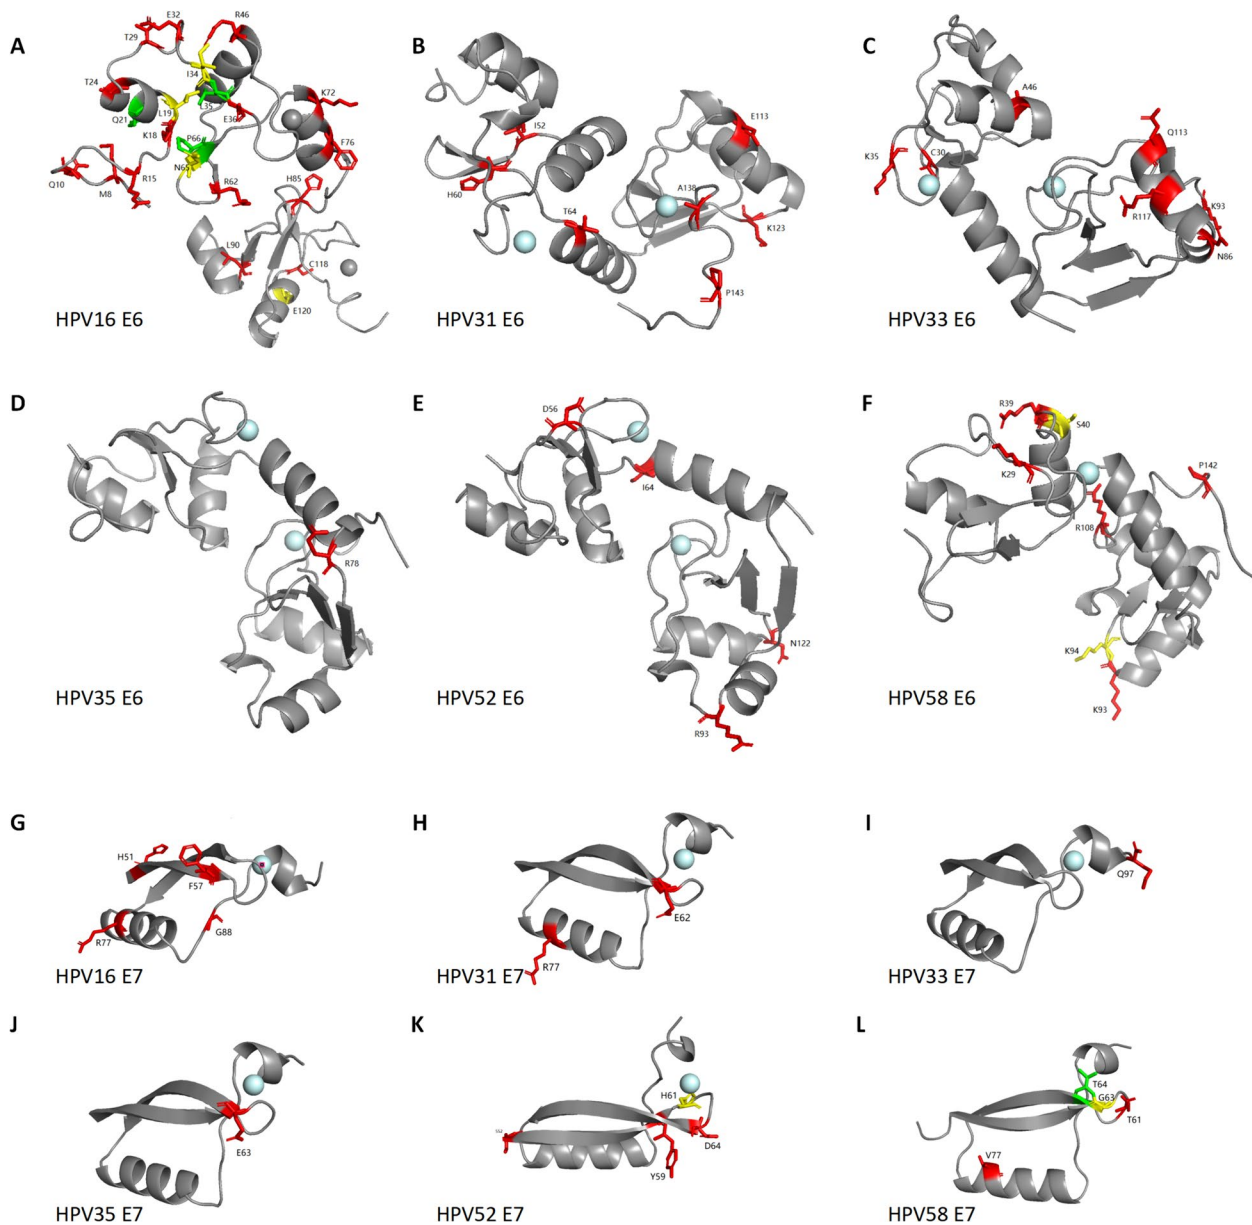 A
T29
E32
R46
I34
T24
Q21
L19
L35
E36
K18
K72
F76
P66
N65
R15
Q10
M8
R62
H85
L90
C118
E120
HPV16 E6
B
I52
H60
T64
E113
A138
K123
P143
HPV31 E6
C
A46
K35
C30
Q113
R117
K93
N86
HPV33 E6
D
R78
HPV35 E6
E
D56
I64
N122
R93
HPV52 E6
F
R39
S40
K29
P142
R108
K94
K93
HPV58 E6
G
H51
F57
R77
G88
HPV16 E7
H
E62
R77
HPV31 E7
I
Q97
HPV33 E7
J
E63
HPV35 E7
K
H61
D64
Y59
HPV52 E7
L
T64
G63
T61
V77
HPV58 E7